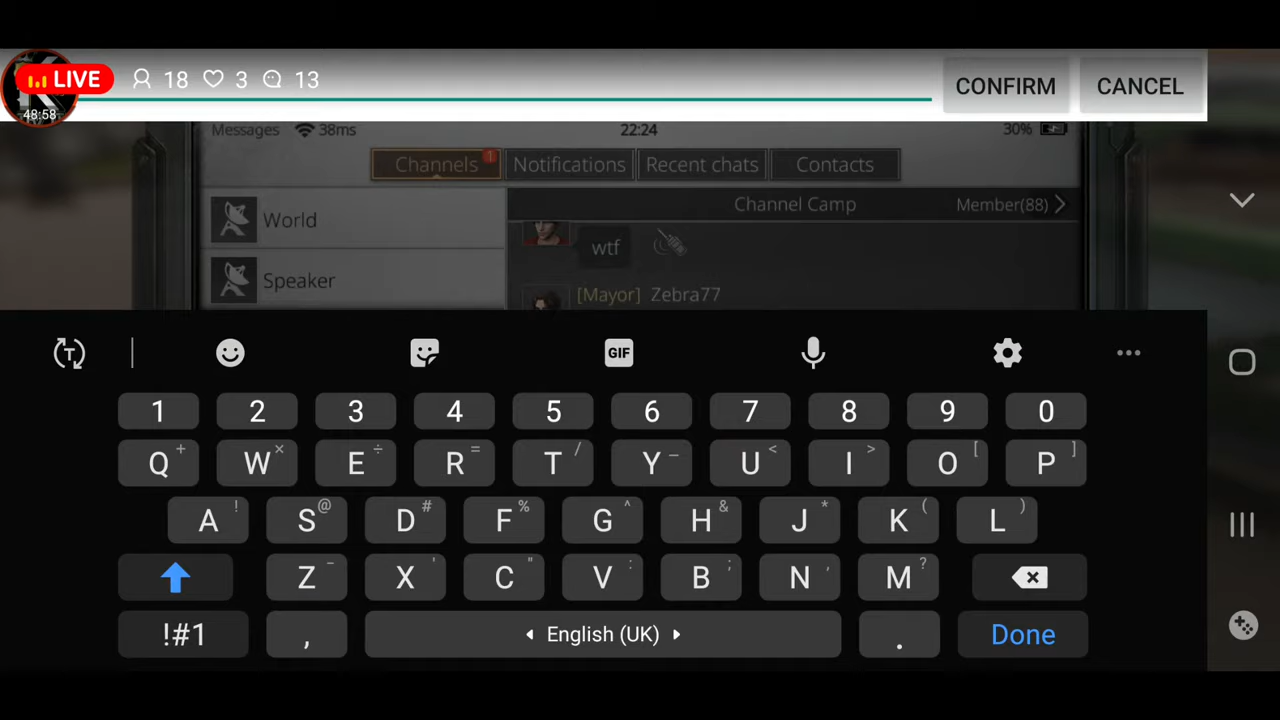 LIVE 18 3 13
48:58
CONFIRM CANCEL
Messages 38ms 22:24 30%
Channels 1 Notifications Recent chats Contacts
World
Channel Camp Member(88)
wtf
Speaker
[Mayor] Zebra77
T GIF
1 2 3 4 5 6 7 8 9 0
Q + W × E ÷ R = T / Y _ U < I > O [ P ]
A ! S @ D # F % G ^ H & J * K ( L )
Z - X ' C " V : B ; N , M ?
!#1 , English (UK) . Done